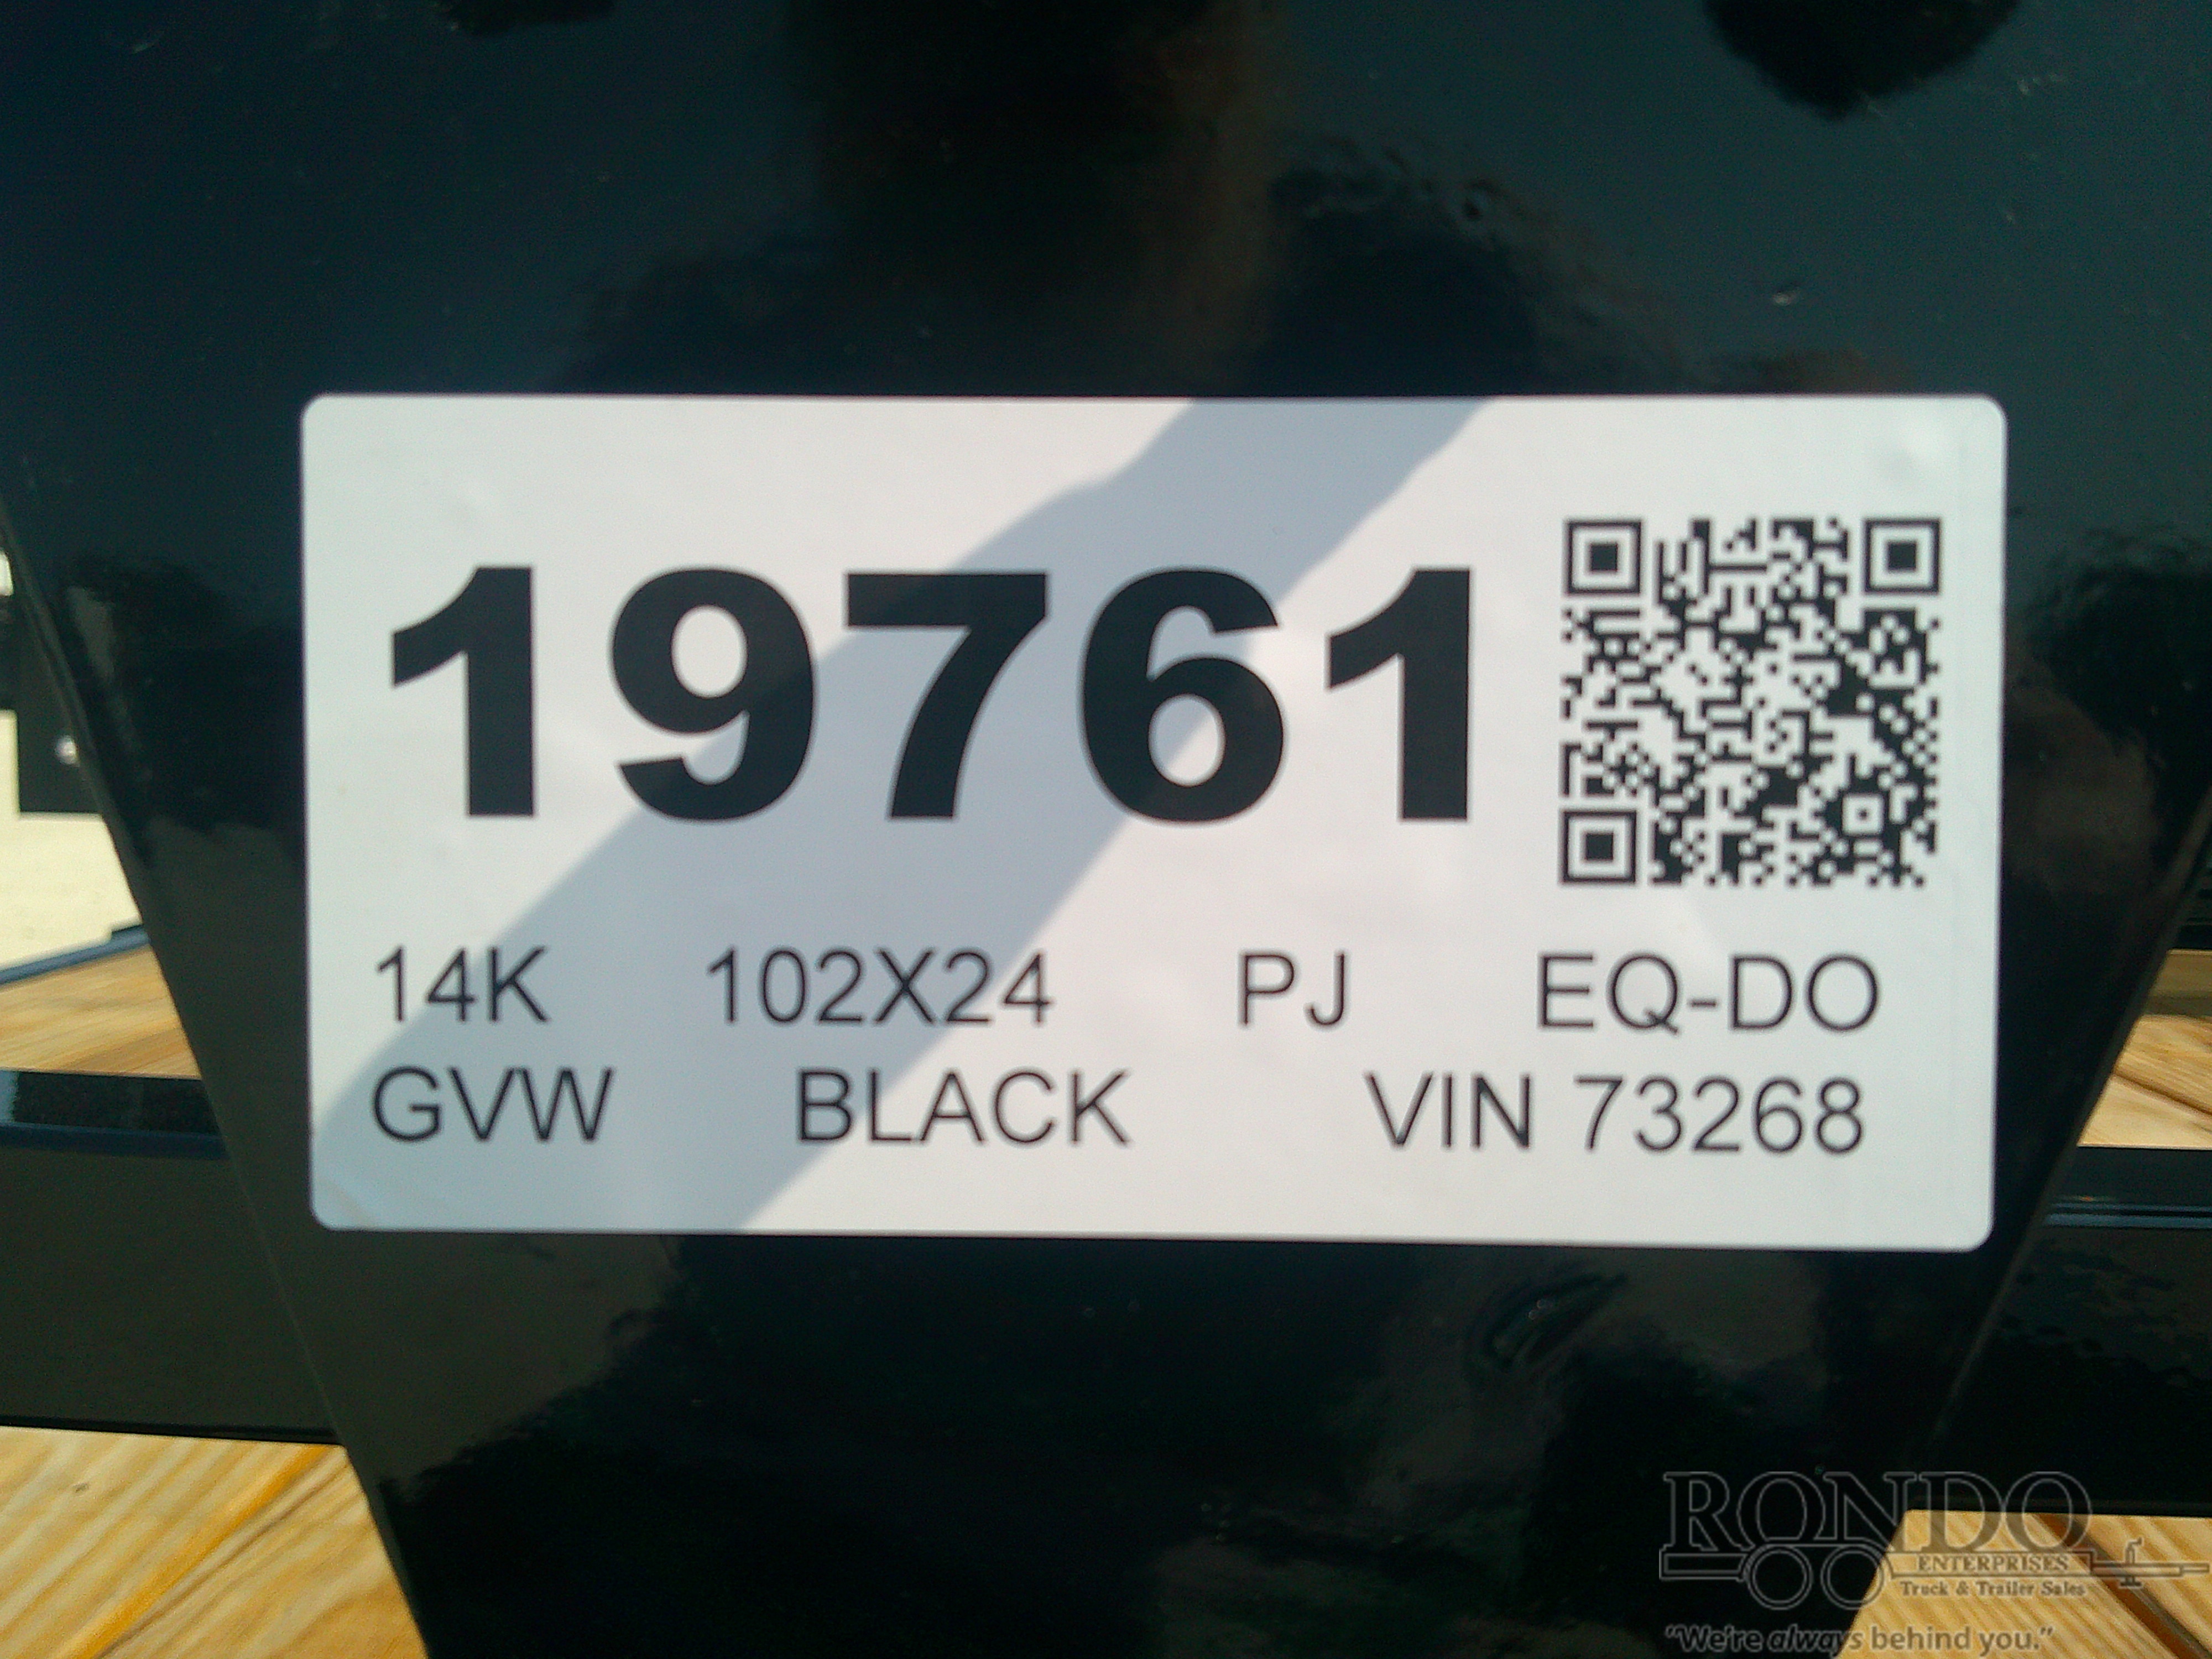 19761
14K 102X24 PJ EQ-DO
GVW BLACK VIN 73268
RONDO
ENTERPRISES
Truck & Trailer Sales
"We're always behind you."